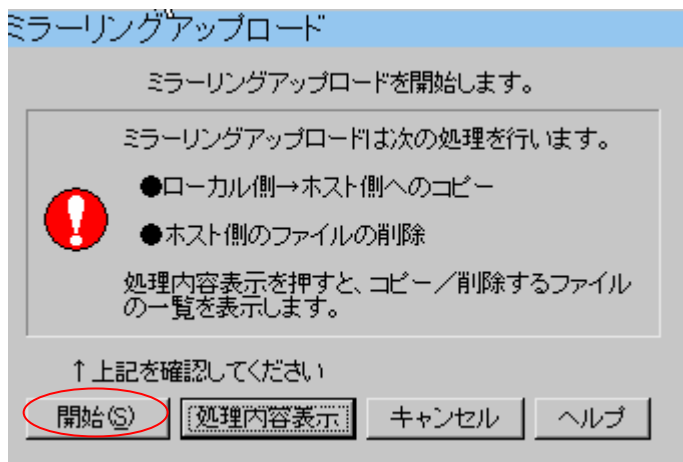 ミラーリングアップロード
ミラーリングアップロードを開始します。
ミラーリングアップロードは次の処理を行います。
●ローカル側→ホスト側へのコピー
●ホスト側のファイルの削除
処理内容表示を押すと、コピー／削除するファイル
の一覧を表示します。
↑上記を確認してください
開始(S) 処理内容表示 キャンセル ヘルプ